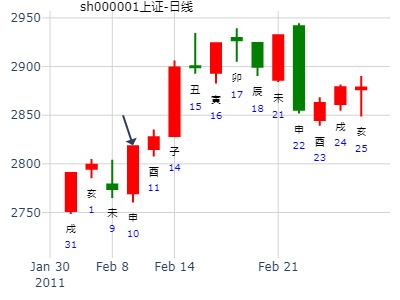 sh000001上证-日线
2950
2900
2850
2800
2750
戌
31
亥
1
未
9
申
10
酉
11
子
14
丑
15
寅
16
卯
17
辰
18
未
21
申
22
酉
23
戌
24
亥
25
Jan 30
2011
Feb 8
Feb 14
Feb 21